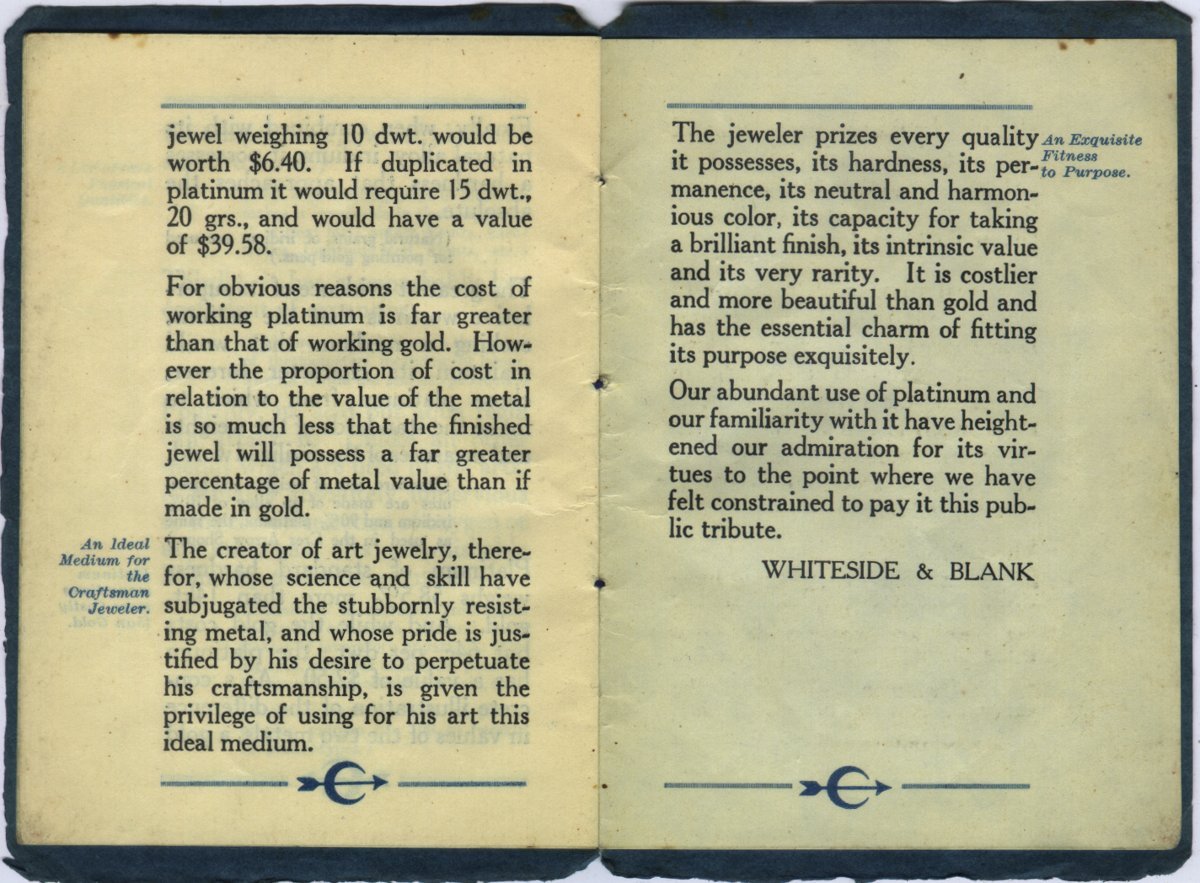 jewel weighing 10 dwt. would be
worth $6.40. If duplicated in
platinum it would require 15 dwt.,
20 grs., and would have a value
of $39.58.
For obvious reasons the cost of
working platinum is far greater
than that of working gold. How-
ever the proportion of cost in
relation to the value of the metal
is so much less that the finished
jewel will possess a far greater
percentage of metal value than if
made in gold.
An Ideal
Medium for
the
Craftsman
Jeweler.
The creator of art jewelry, there-
for, whose science and skill have
subjugated the stubbornly resist-
ing metal, and whose pride is jus-
tified by his desire to perpetuate
his craftsmanship, is given the
privilege of using for his art this
ideal medium.
The jeweler prizes every quality
it possesses, its hardness, its per-
manence, its neutral and harmon-
ious color, its capacity for taking
a brilliant finish, its intrinsic value
and its very rarity. It is costlier
and more beautiful than gold and
has the essential charm of fitting
its purpose exquisitely.
An Exquisite
Fitness
to Purpose.
Our abundant use of platinum and
our familiarity with it have height-
ened our admiration for its vir-
tues to the point where we have
felt constrained to pay it this pub-
lic tribute.
WHITESIDE & BLANK